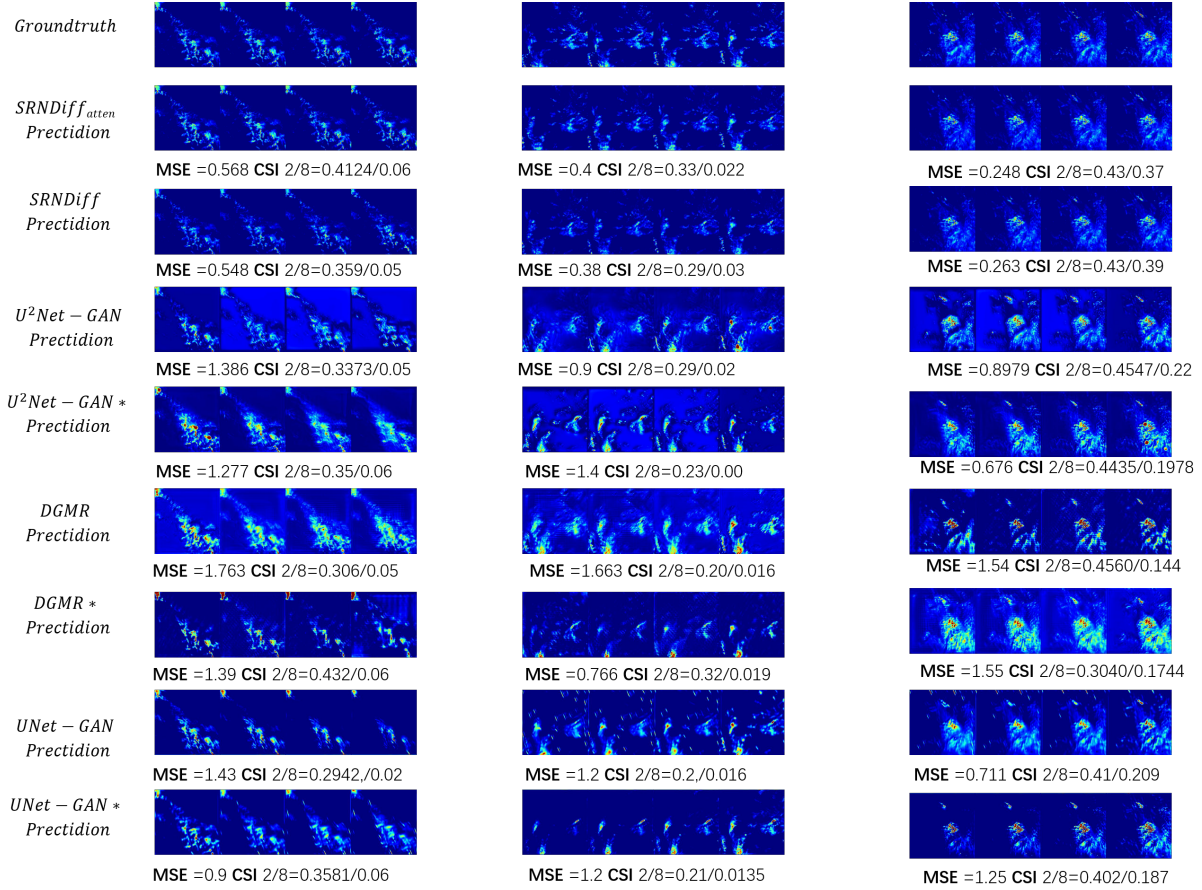 Groundtruth
SRNDiff_atten
Prectidion
MSE =0.568 CSI 2/8=0.4124/0.06
MSE =0.4 CSI 2/8=0.33/0.022
MSE =0.248 CSI 2/8=0.43/0.37
SRNDiff
Prectidion
MSE =0.548 CSI 2/8=0.359/0.05
MSE =0.38 CSI 2/8=0.29/0.03
MSE =0.263 CSI 2/8=0.43/0.39
U²Net − GAN
Prectidion
MSE =1.386 CSI 2/8=0.3373/0.05
MSE =0.9 CSI 2/8=0.29/0.02
MSE =0.8979 CSI 2/8=0.4547/0.22
U²Net − GAN ∗
Prectidion
MSE =1.277 CSI 2/8=0.35/0.06
MSE =1.4 CSI 2/8=0.23/0.00
MSE =0.676 CSI 2/8=0.4435/0.1978
DGMR
Prectidion
MSE =1.763 CSI 2/8=0.306/0.05
MSE =1.663 CSI 2/8=0.20/0.016
MSE =1.54 CSI 2/8=0.4560/0.144
DGMR ∗
Prectidion
MSE =1.39 CSI 2/8=0.432/0.06
MSE =0.766 CSI 2/8=0.32/0.019
MSE =1.55 CSI 2/8=0.3040/0.1744
UNet − GAN
Prectidion
MSE =1.43 CSI 2/8=0.2942,/0.02
MSE =1.2 CSI 2/8=0.2,/0.016
MSE =0.711 CSI 2/8=0.41/0.209
UNet − GAN ∗
Prectidion
MSE =0.9 CSI 2/8=0.3581/0.06
MSE =1.2 CSI 2/8=0.21/0.0135
MSE =1.25 CSI 2/8=0.402/0.187